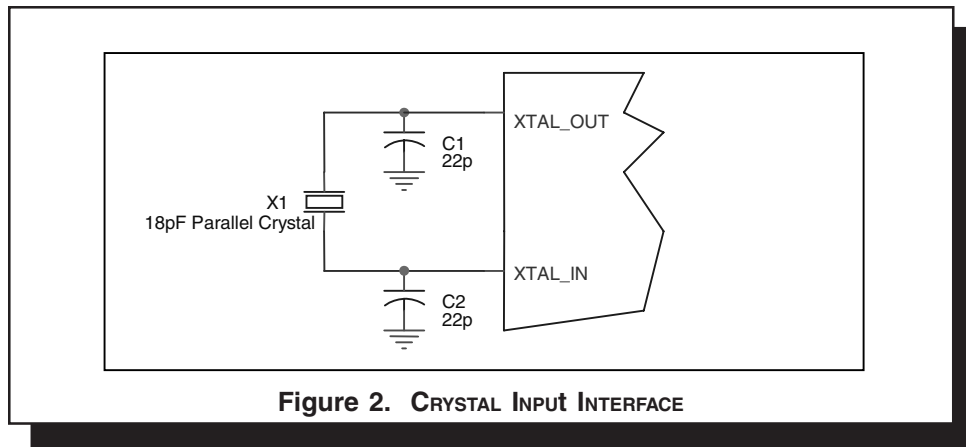 XTAL_OUT
C1
22p
X1
18pF Parallel Crystal
XTAL_IN
C2
22p
Figure 2. CRYSTAL INPUt INTERFACE